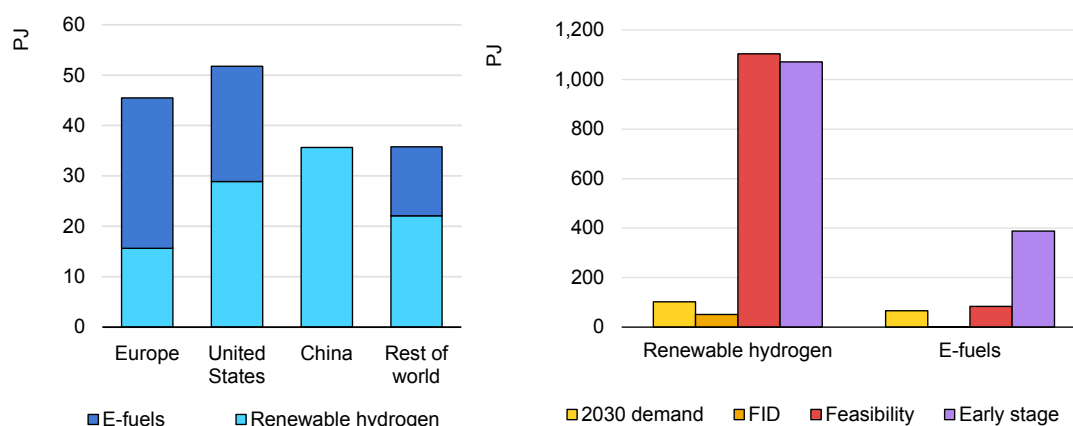 PJ
60
50
40
30
20
10
0
Europe
United
States
China
Rest of
world
E-fuels
Renewable hydrogen
PJ
1,200
1,000
800
600
400
200
0
Renewable hydrogen
E-fuels
2030 demand
FID
Feasibility
Early stage